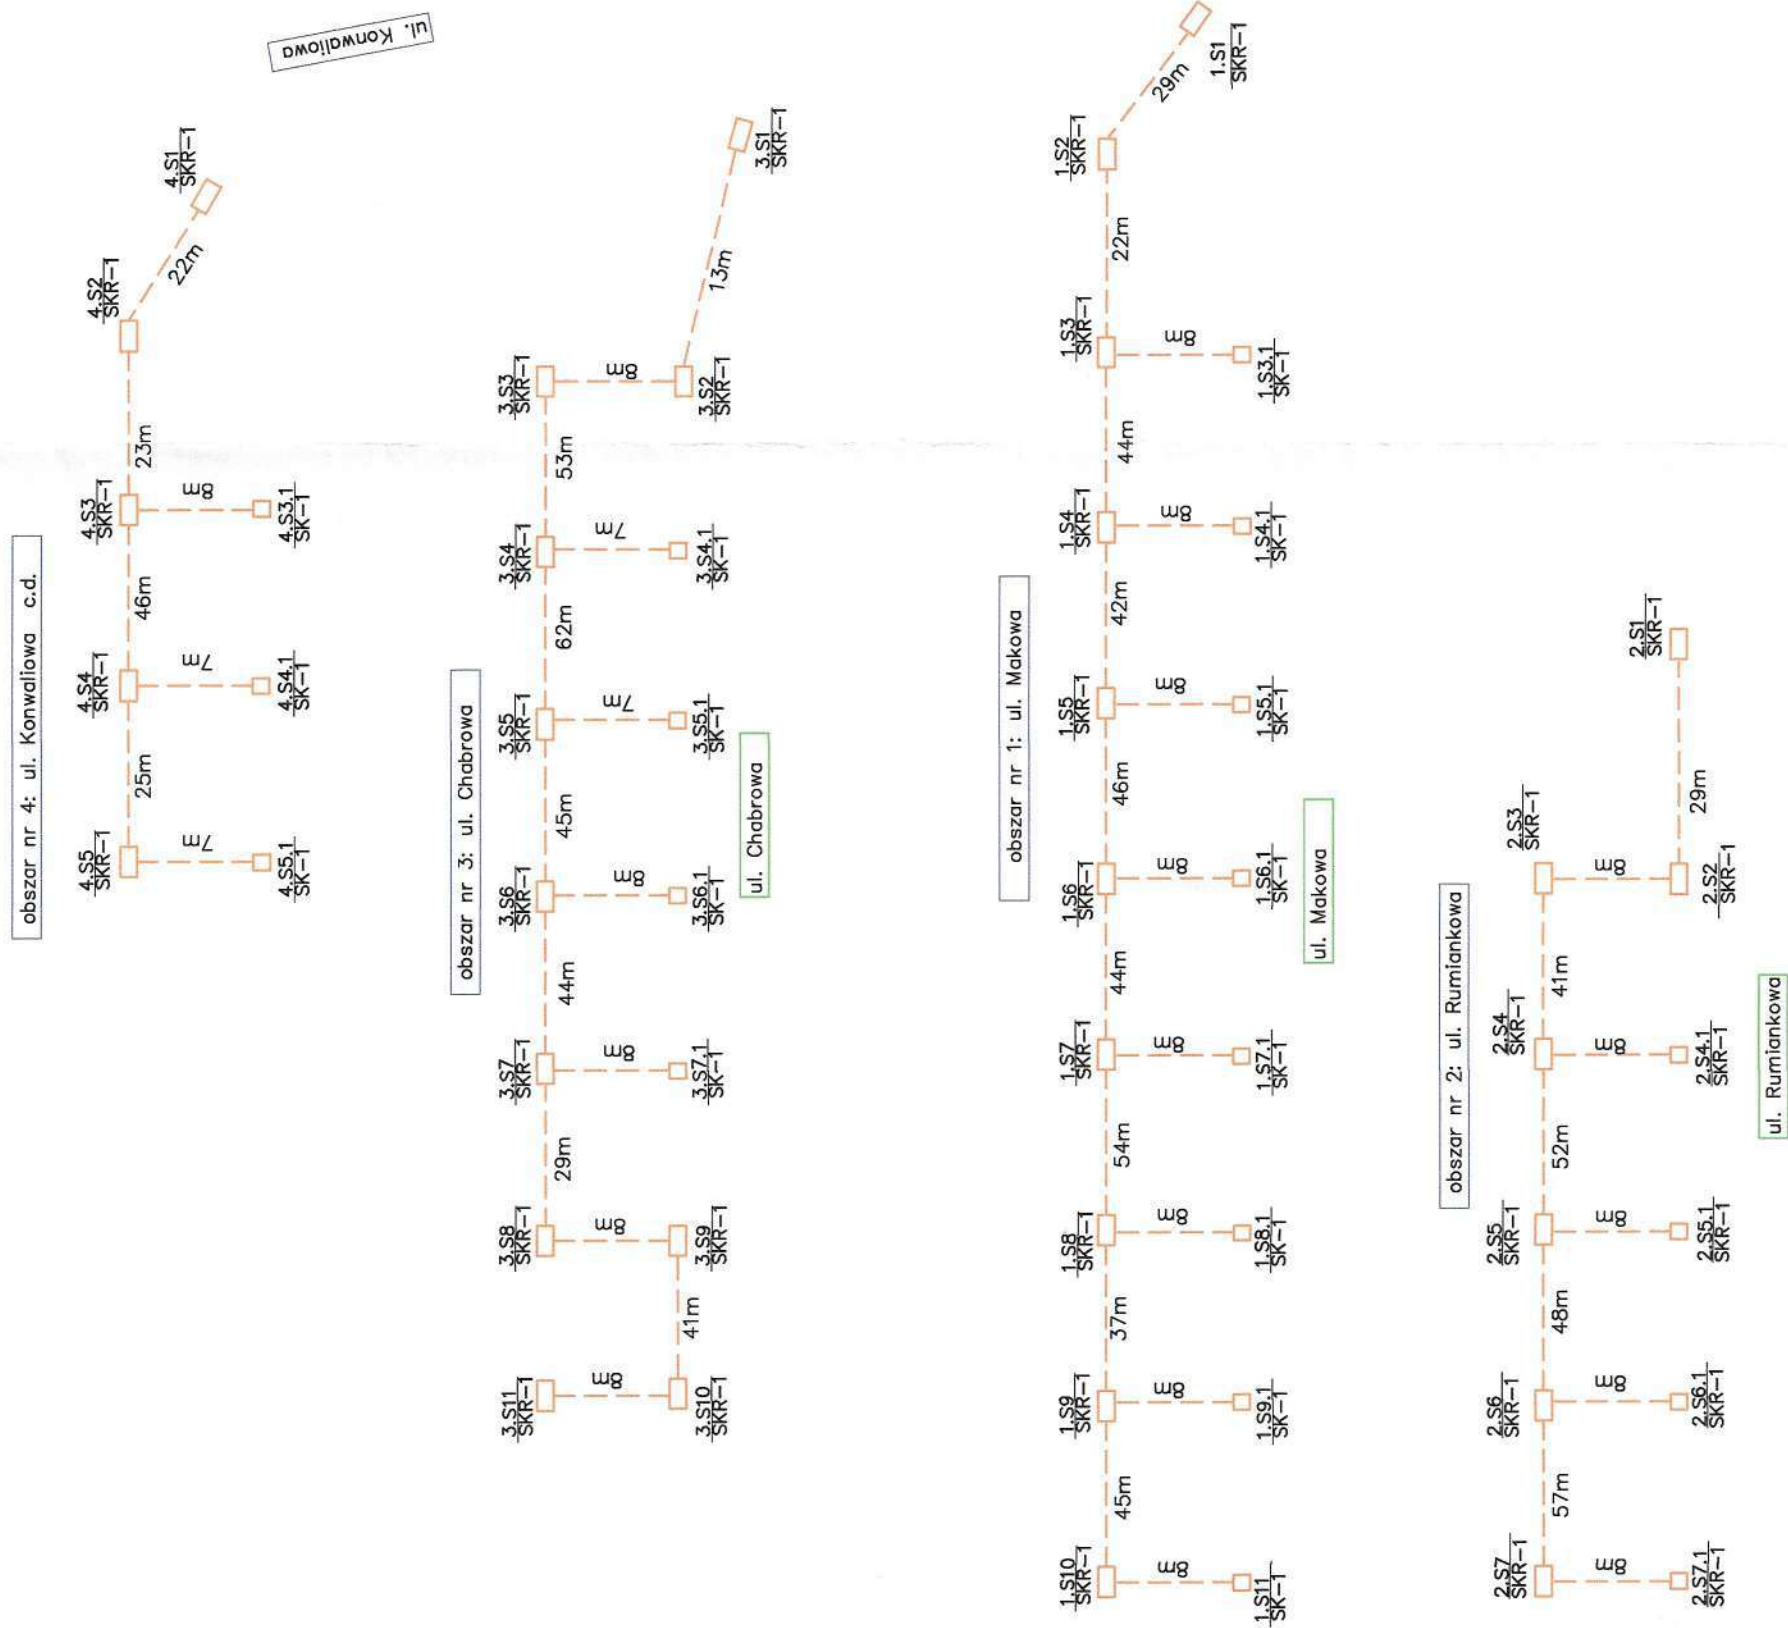 obszar nr 4: ul. Konwaliowa c.d.
ul. Konwaliowa
4.S5
SKR-1
4.S4
SKR-1
4.S3
SKR-1
4.S2
SKR-1
4.S1
SKR-1
25m
46m
23m
22m
7m
7m
8m
4.S5.1
SK-1
4.S4.1
SK-1
4.S3.1
SK-1
obszar nr 3: ul. Chabrowa
3.S11
SKR-1
3.S8
SKR-1
3.S7
SKR-1
3.S6
SKR-1
3.S5
SKR-1
3.S4
SKR-1
3.S3
SKR-1
29m
44m
45m
62m
53m
8m
8m
8m
8m
7m
7m
8m
13m
41m
3.S10
SKR-1
3.S9
SKR-1
3.S7.1
SK-1
3.S6.1
SK-1
3.S5.1
SK-1
3.S4.1
SK-1
3.S2
SKR-1
3.S1
SKR-1
ul. Chabrowa
obszar nr 1: ul. Makowa
1.S10
SKR-1
1.S9
SKR-1
1.S8
SKR-1
1.S7
SKR-1
1.S6
SKR-1
1.S5
SKR-1
1.S4
SKR-1
1.S3
SKR-1
1.S2
SKR-1
1.S1
SKR-1
45m
37m
54m
44m
46m
42m
44m
22m
29m
8m
8m
8m
8m
8m
8m
8m
8m
1.S11
SK-1
1.S9.1
SK-1
1.S8.1
SK-1
1.S7.1
SK-1
1.S6.1
SK-1
1.S5.1
SK-1
1.S4.1
SK-1
1.S3.1
SK-1
ul. Makowa
obszar nr 2: ul. Rumiankowa
2.S7
SKR-1
2.S6
SKR-1
2.S5
SKR-1
2.S4
SKR-1
2.S3
SKR-1
2.S1
SKR-1
57m
48m
52m
41m
8m
8m
8m
8m
8m
29m
2.S7.1
SKR-1
2.S6.1
SKR-1
2.S5.1
SKR-1
2.S4.1
SKR-1
2.S2
SKR-1
ul. Rumiankowa